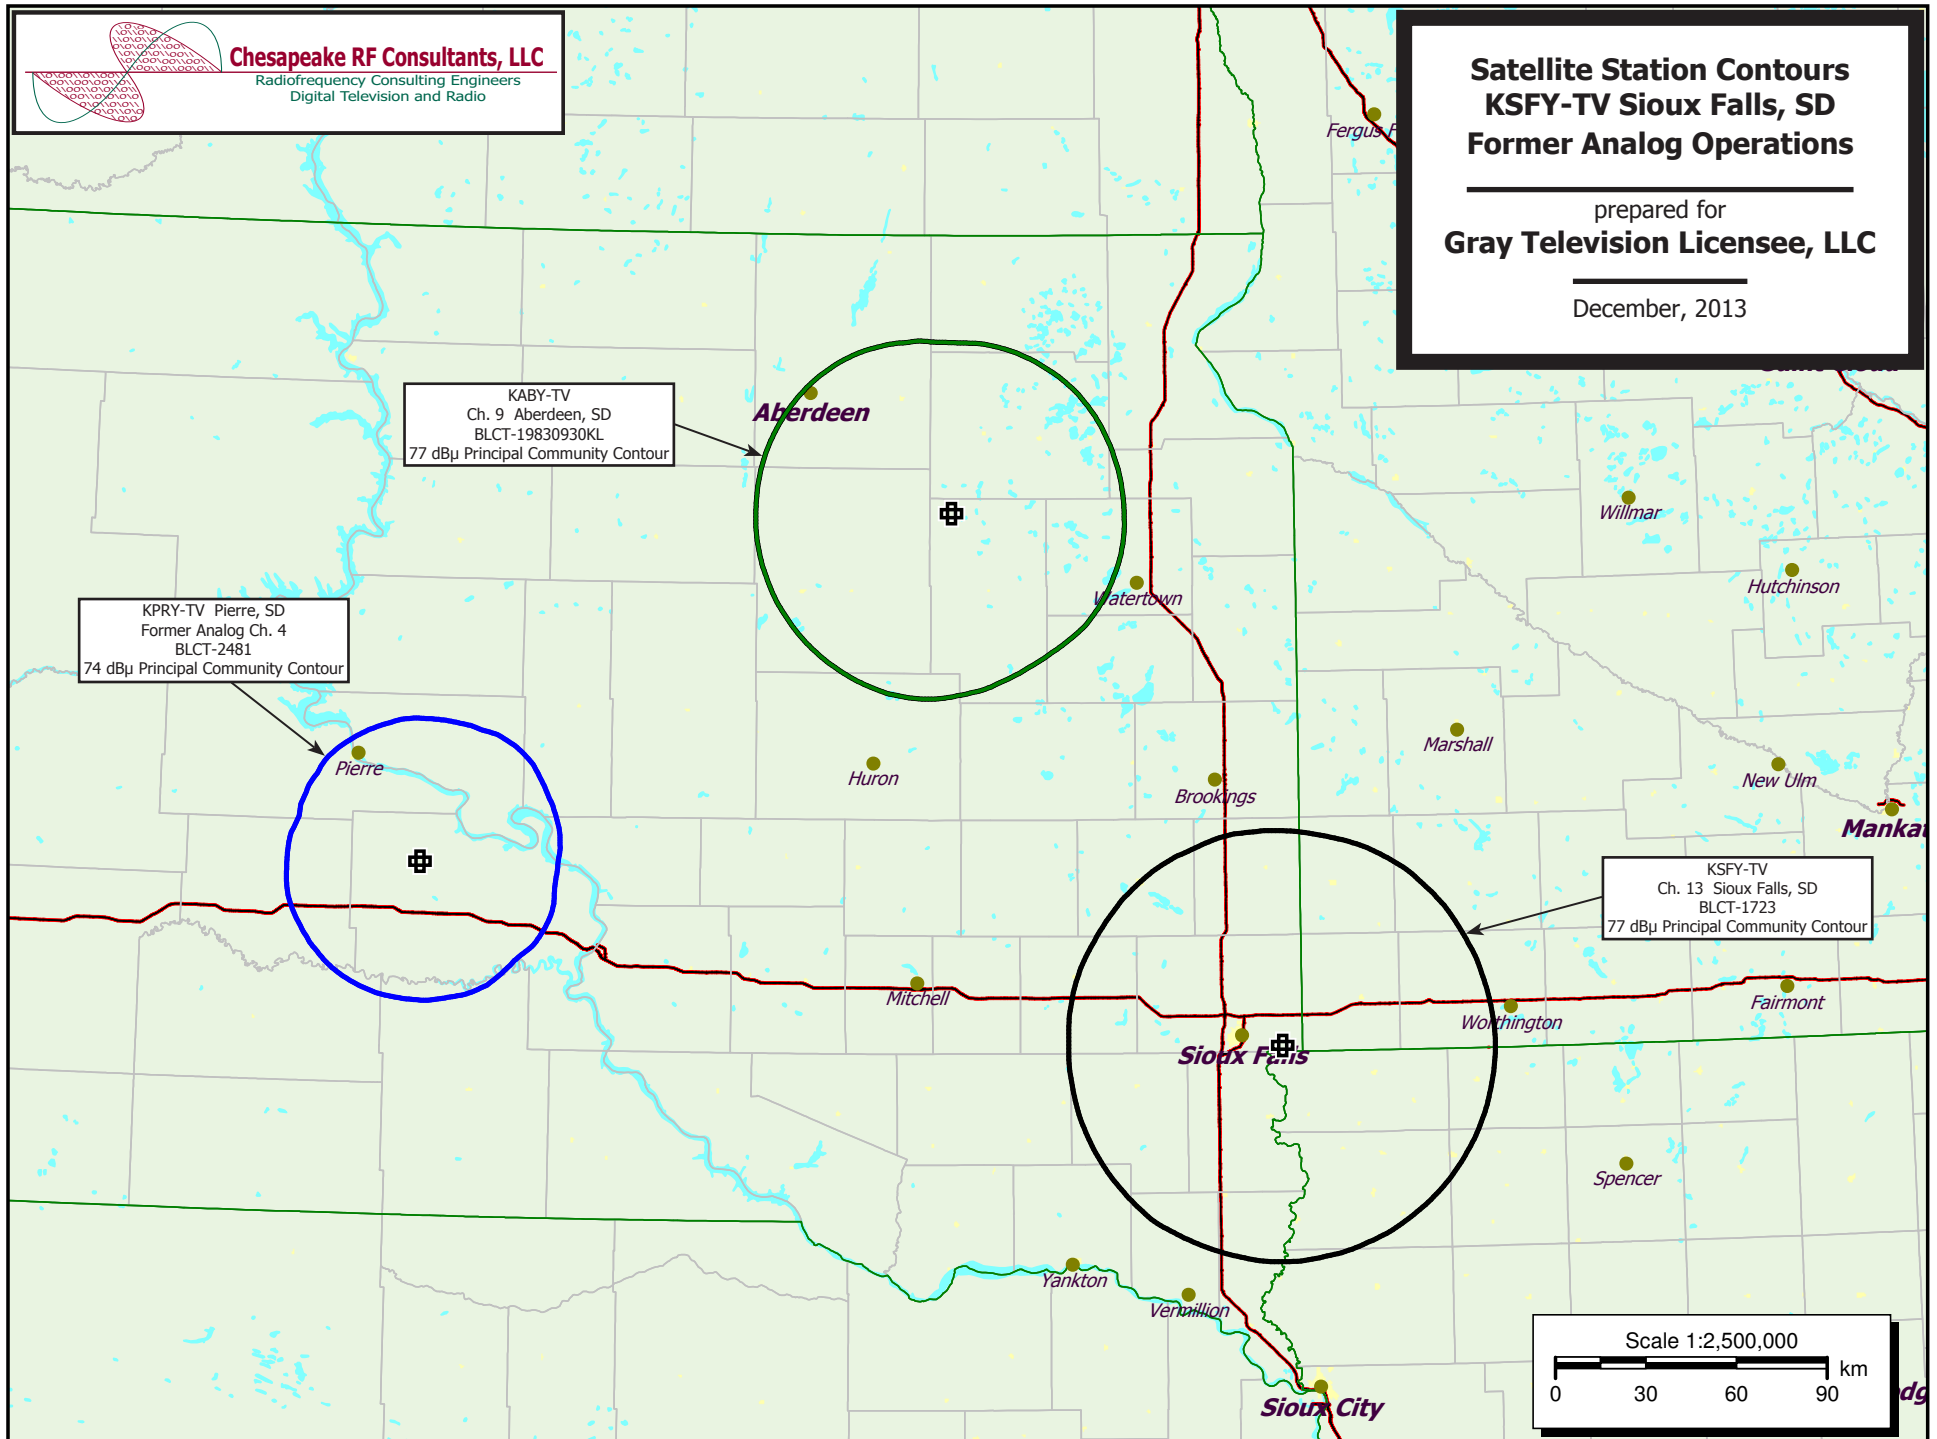 Chesapeake RF Consultants, LLC
Radiofrequency Consulting Engineers
Digital Television and Radio
Satellite Station Contours
KSFY-TV Sioux Falls, SD
Former Analog Operations
prepared for
Gray Television Licensee, LLC
December, 2013
Fergus F
KABY-TV
Ch. 9 Aberdeen, SD
BLCT-19830930KL
77 dBµ Principal Community Contour
Aberdeen
Willmar
Hutchinson
Watertown
KPRY-TV Pierre, SD
Former Analog Ch. 4
BLCT-2481
74 dBµ Principal Community Contour
Pierre
Huron
Brookings
Marshall
New Ulm
Mankat
KSFY-TV
Ch. 13 Sioux Falls, SD
BLCT-1723
77 dBµ Principal Community Contour
Mitchell
Worthington
Fairmont
Sioux Falls
Spencer
Yankton
Vermillion
Sioux City
Scale 1:2,500,000
km
0 30 60 90
dg